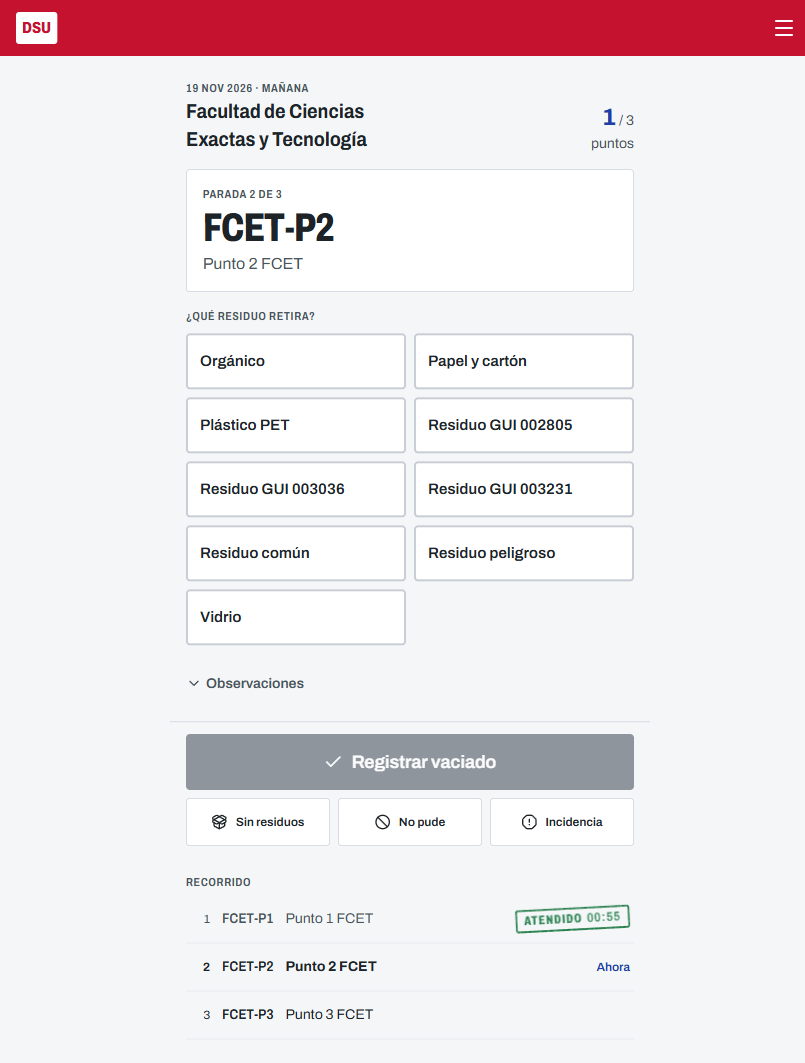 DSU
19 NOV 2026 · MAÑANA
Facultad de Ciencias
Exactas y Tecnología
1 / 3
puntos
PARADA 2 DE 3
FCET-P2
Punto 2 FCET
¿QUÉ RESIDUO RETIRA?
Orgánico
Papel y cartón
Plástico PET
Residuo GUI 002805
Residuo GUI 003036
Residuo GUI 003231
Residuo común
Residuo peligroso
Vidrio
Observaciones
Registrar vaciado
Sin residuos
No pude
Incidencia
RECORRIDO
1 FCET-P1 Punto 1 FCET ATENDIDO 00:55
2 FCET-P2 Punto 2 FCET Ahora
3 FCET-P3 Punto 3 FCET